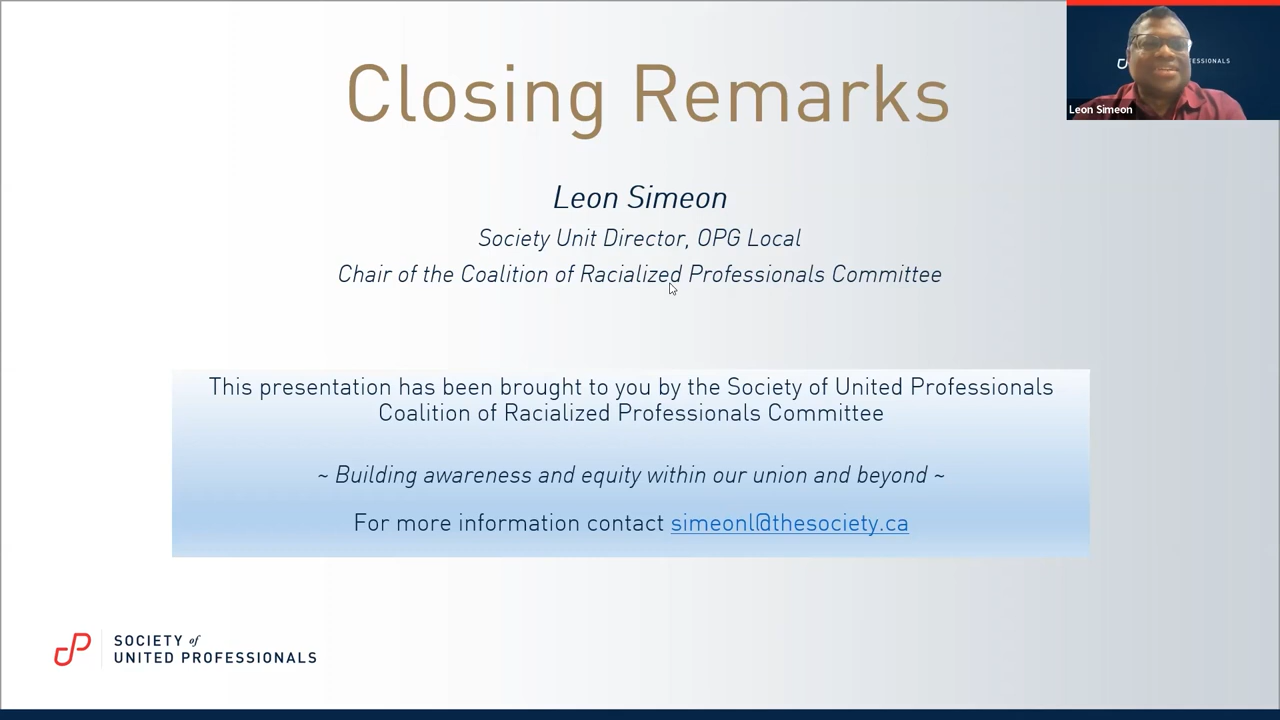 Closing Remarks
Leon Simeon
Society Unit Director, OPG Local
Chair of the Coalition of Racialized Professionals Committee
This presentation has been brought to you by the Society of United Professionals
Coalition of Racialized Professionals Committee
~ Building awareness and equity within our union and beyond ~
For more information contact simeonl@thesociety.ca
SOCIETY of
UNITED PROFESSIONALS
Leon Simeon